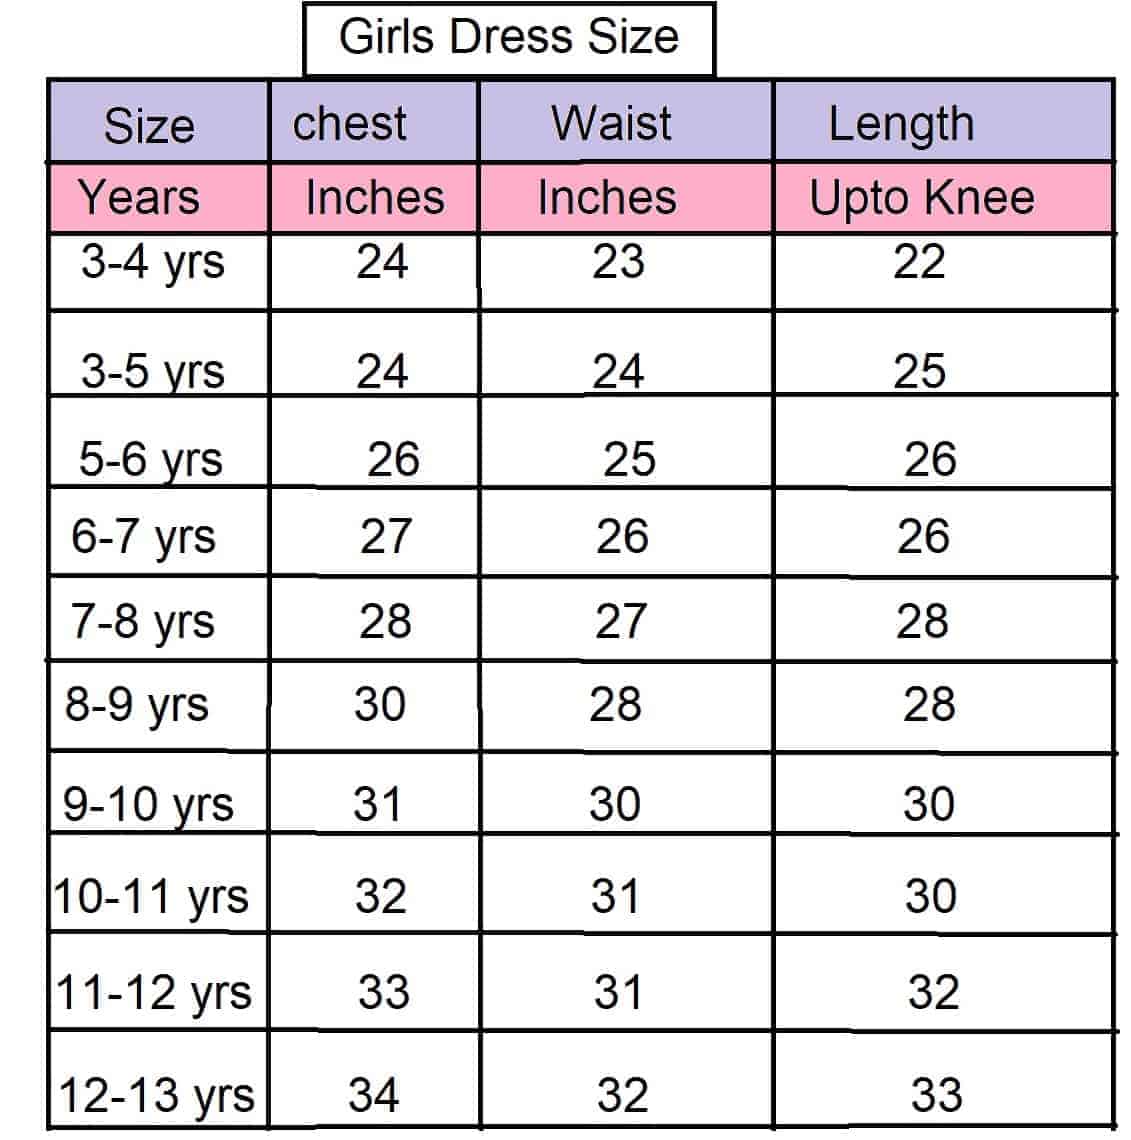 Girls Dress Size
Size chest Waist Length
Years Inches Inches Upto Knee
3-4 yrs 24 23 22
3-5 yrs 24 24 25
5-6 yrs 26 25 26
6-7 yrs 27 26 26
7-8 yrs 28 27 28
8-9 yrs 30 28 28
9-10 yrs 31 30 30
10-11 yrs 32 31 30
11-12 yrs 33 31 32
12-13 yrs 34 32 33